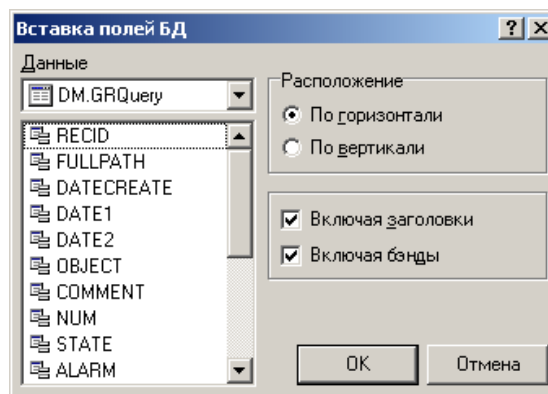 Вставка полей БД
Данные
DM.GRQuery
RECID
FULLPATH
DATECREATE
DATE1
DATE2
OBJECT
COMMENT
NUM
STATE
ALARM
Расположение
По горизонтали
По вертикали
Включая заголовки
Включая бэнды
OK
Отмена